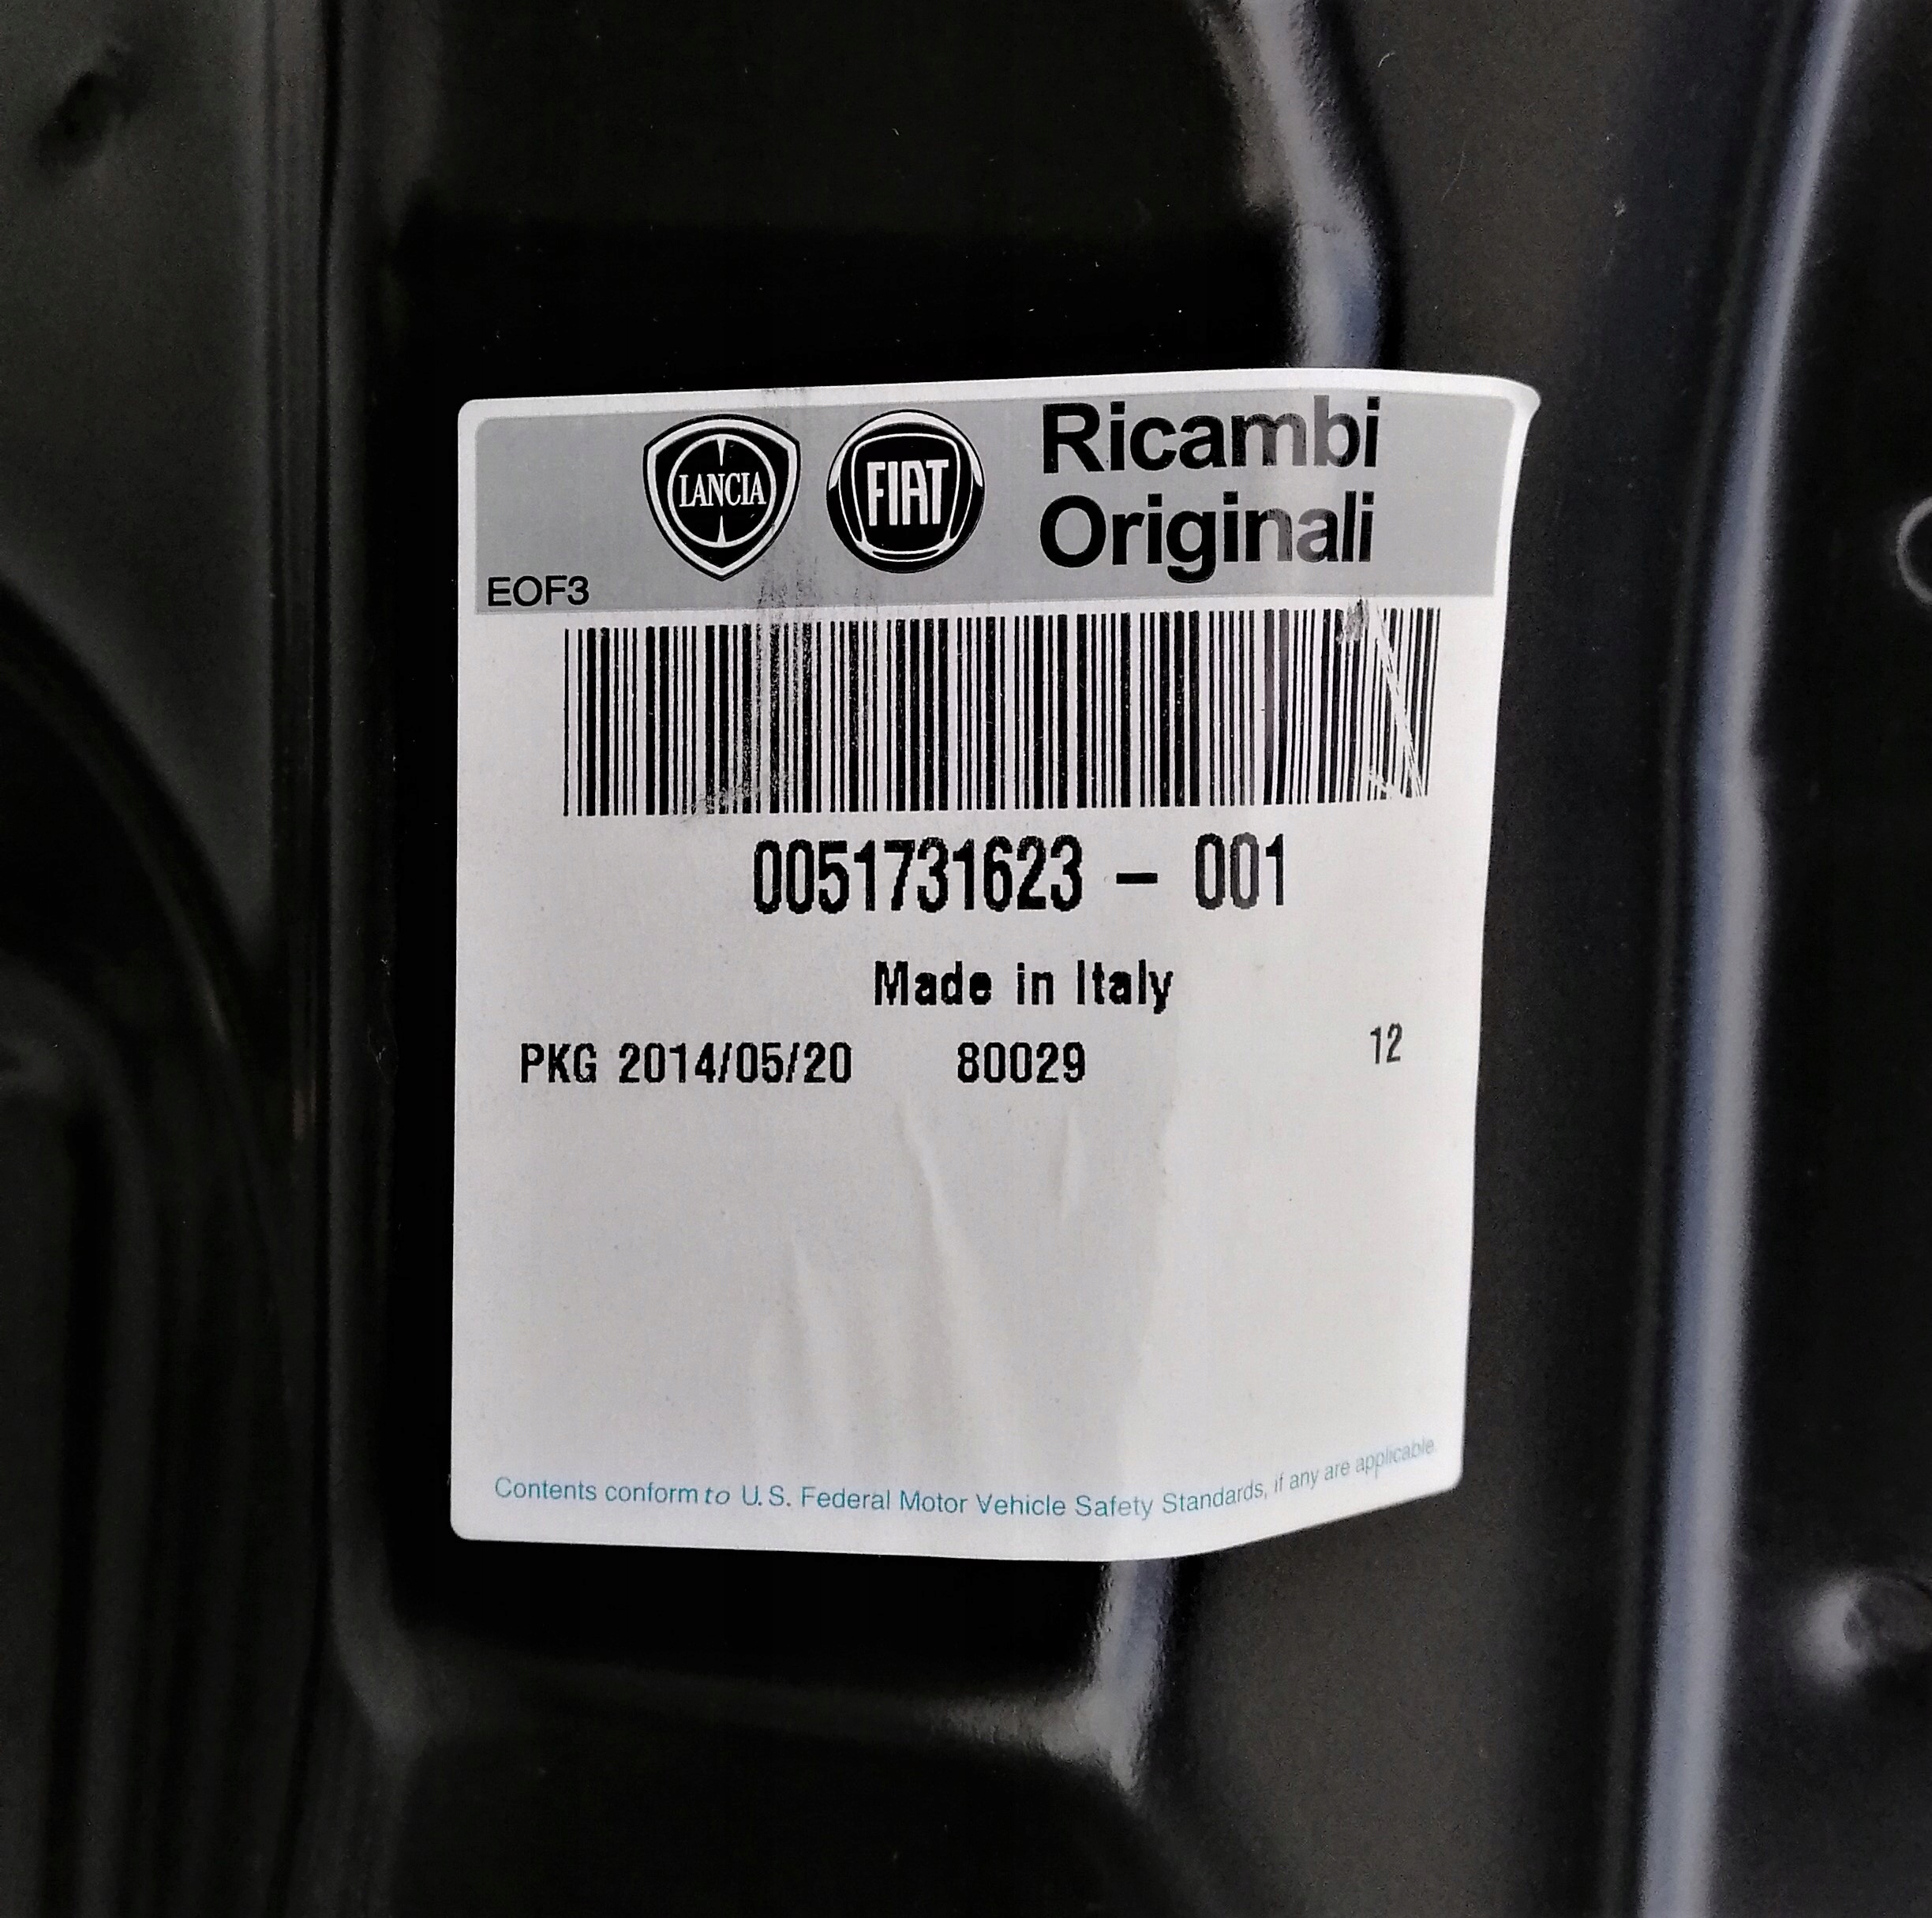 LANCIA
FIAT
Ricambi
Originali
EOF3
0051731623 - 001
Made in Italy
PKG 2014/05/20 80029 12
Contents conform to U.S. Federal Motor Vehicle Safety Standards, if any are applicable.